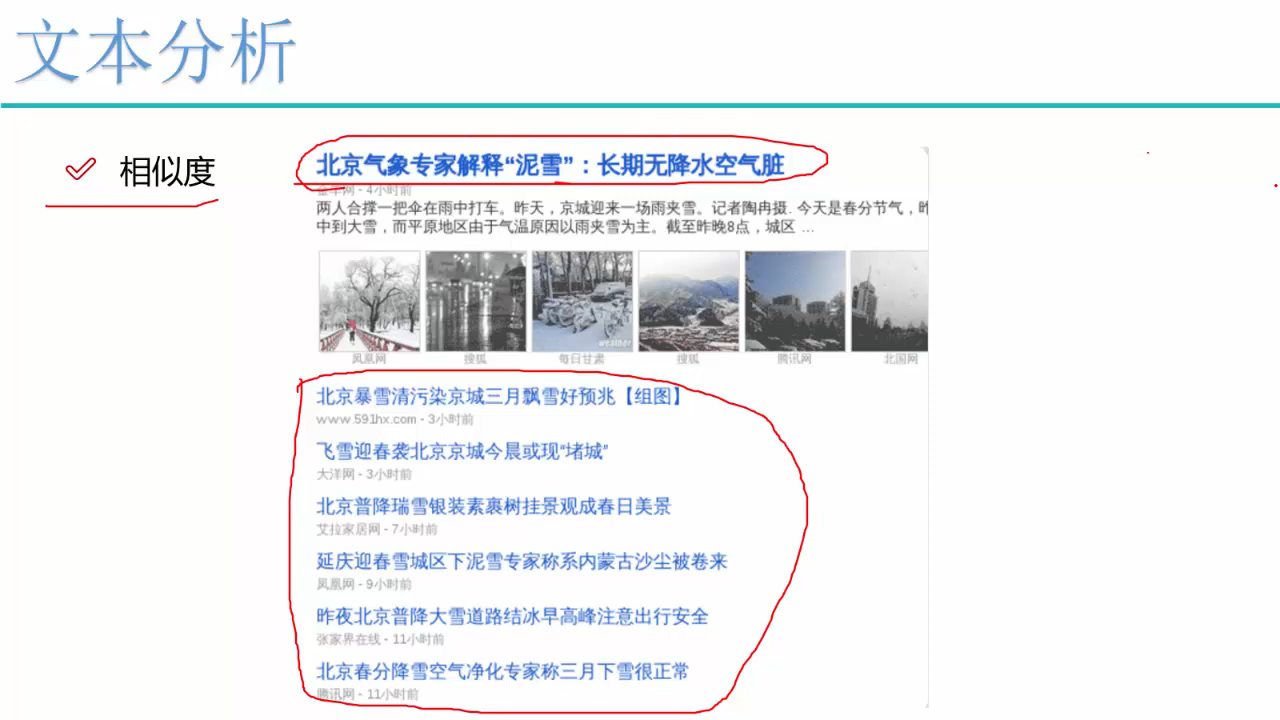 文本分析
相似度
北京气象专家解释“泥雪”：长期无降水空气脏
金羊网 - 4小时前
两人合撑一把伞在雨中打车。昨天，京城迎来一场雨夹雪。记者陶冉摄. 今天是春分节气，昨
中到大雪，而平原地区由于气温原因以雨夹雪为主。截至昨晚8点，城区 ...
weather
凤凰网 搜狐 每日甘肃 搜狐 腾讯网 北国网
北京暴雪清污染京城三月飘雪好预兆【组图】
www.591hx.com - 3小时前
飞雪迎春袭北京京城今晨或现“堵城”
大洋网 - 3小时前
北京普降瑞雪银装素裹树挂景观成春日美景
艾拉家居网 - 7小时前
延庆迎春雪城区下泥雪专家称系内蒙古沙尘被卷来
凤凰网 - 9小时前
昨夜北京普降大雪道路结冰早高峰注意出行安全
张家界在线 - 11小时前
北京春分降雪空气净化专家称三月下雪很正常
腾讯网 - 11小时前